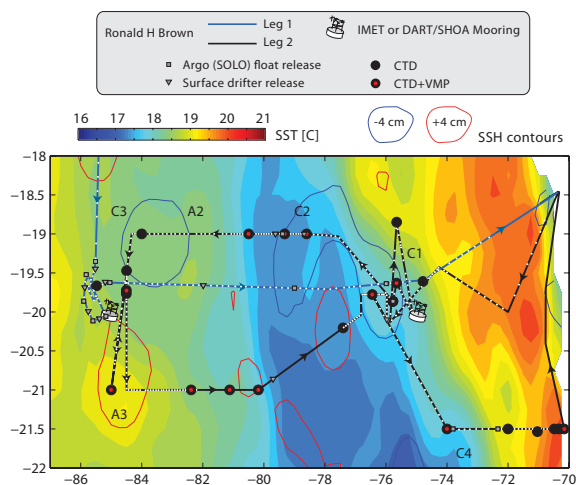 Ronald H Brown
Leg 1
Leg 2
IMET or DART/SHOA Mooring
Argo (SOLO) float release
Surface drifter release
CTD
CTD+VMP
16 17 18 19 20 21 SST [C]
-4 cm +4 cm
SSH contours
−18
−18.5
−19
−19.5
−20
−20.5
−21
−21.5
−22
C3 A2 C2
C1
A3
C4
−86 −84 −82 −80 −78 −76 −74 −72 −70